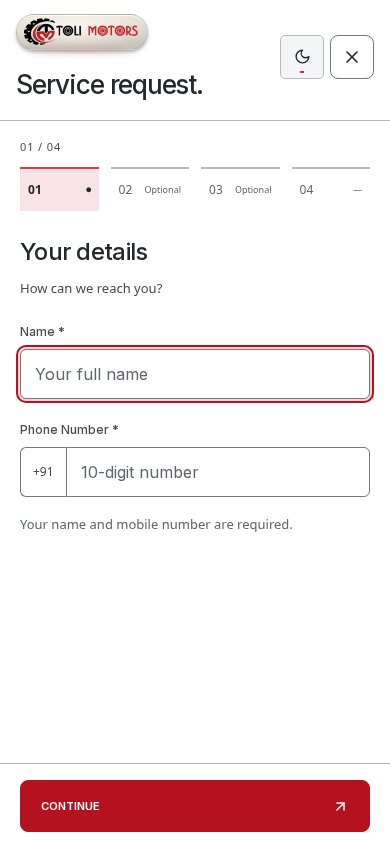 TOLI MOTORS
Service request.
01 / 04
01 •
02 Optional
03 Optional
04 —
Your details
How can we reach you?
Name *
Your full name
Phone Number *
+91 10-digit number
Your name and mobile number are required.
CONTINUE